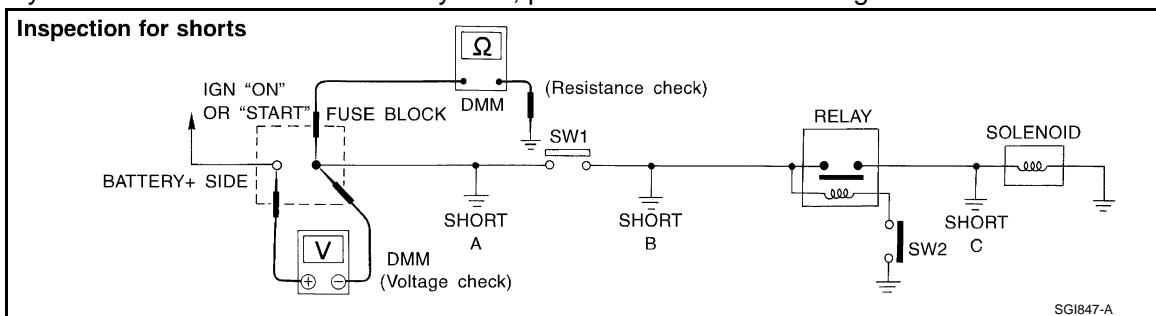 Inspection for shorts
IGN “ON”
OR “START”
FUSE BLOCK
BATTERY+ SIDE
Ω
DMM
(Resistance check)
SW1
RELAY
SOLENOID
SHORT
A
SHORT
B
SHORT
C
SW2
V
+ −
DMM
(Voltage check)
SGI847-A